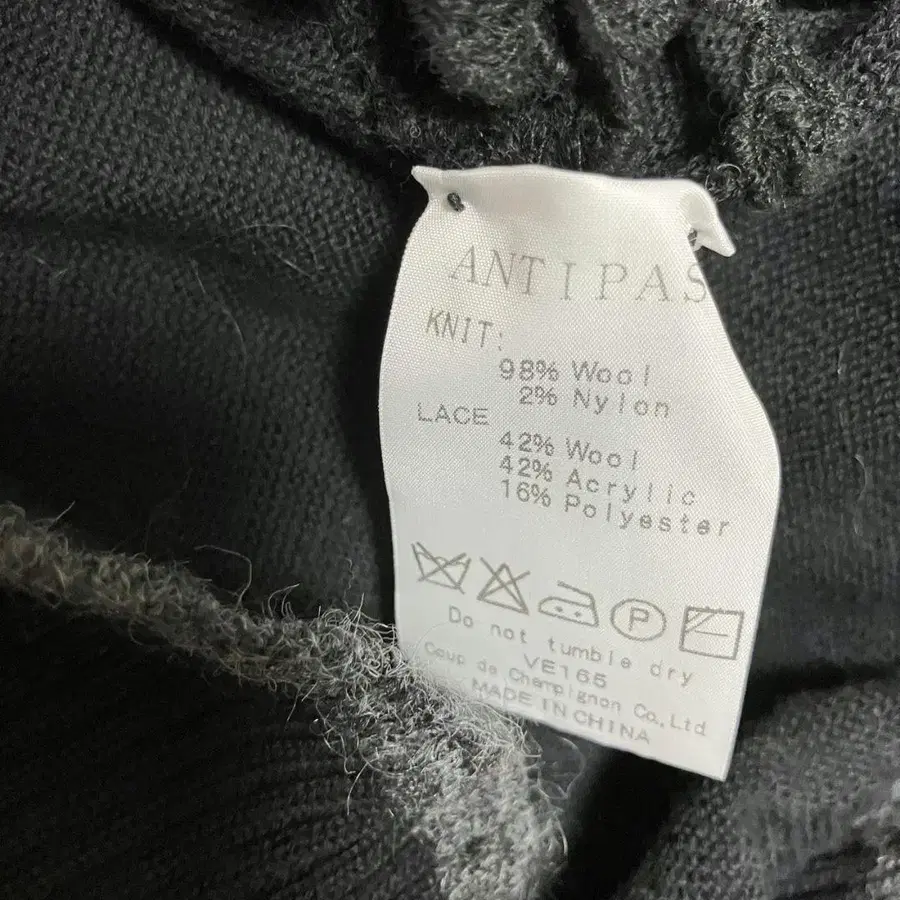 ANTIPAS
KNIT:
98% Wool
2% Nylon
LACE
42% Wool
42% Acrylic
16% Polyester
P
Do not tumble dry
VE165
Coup de Champignon Co.,Ltd
MADE IN CHINA